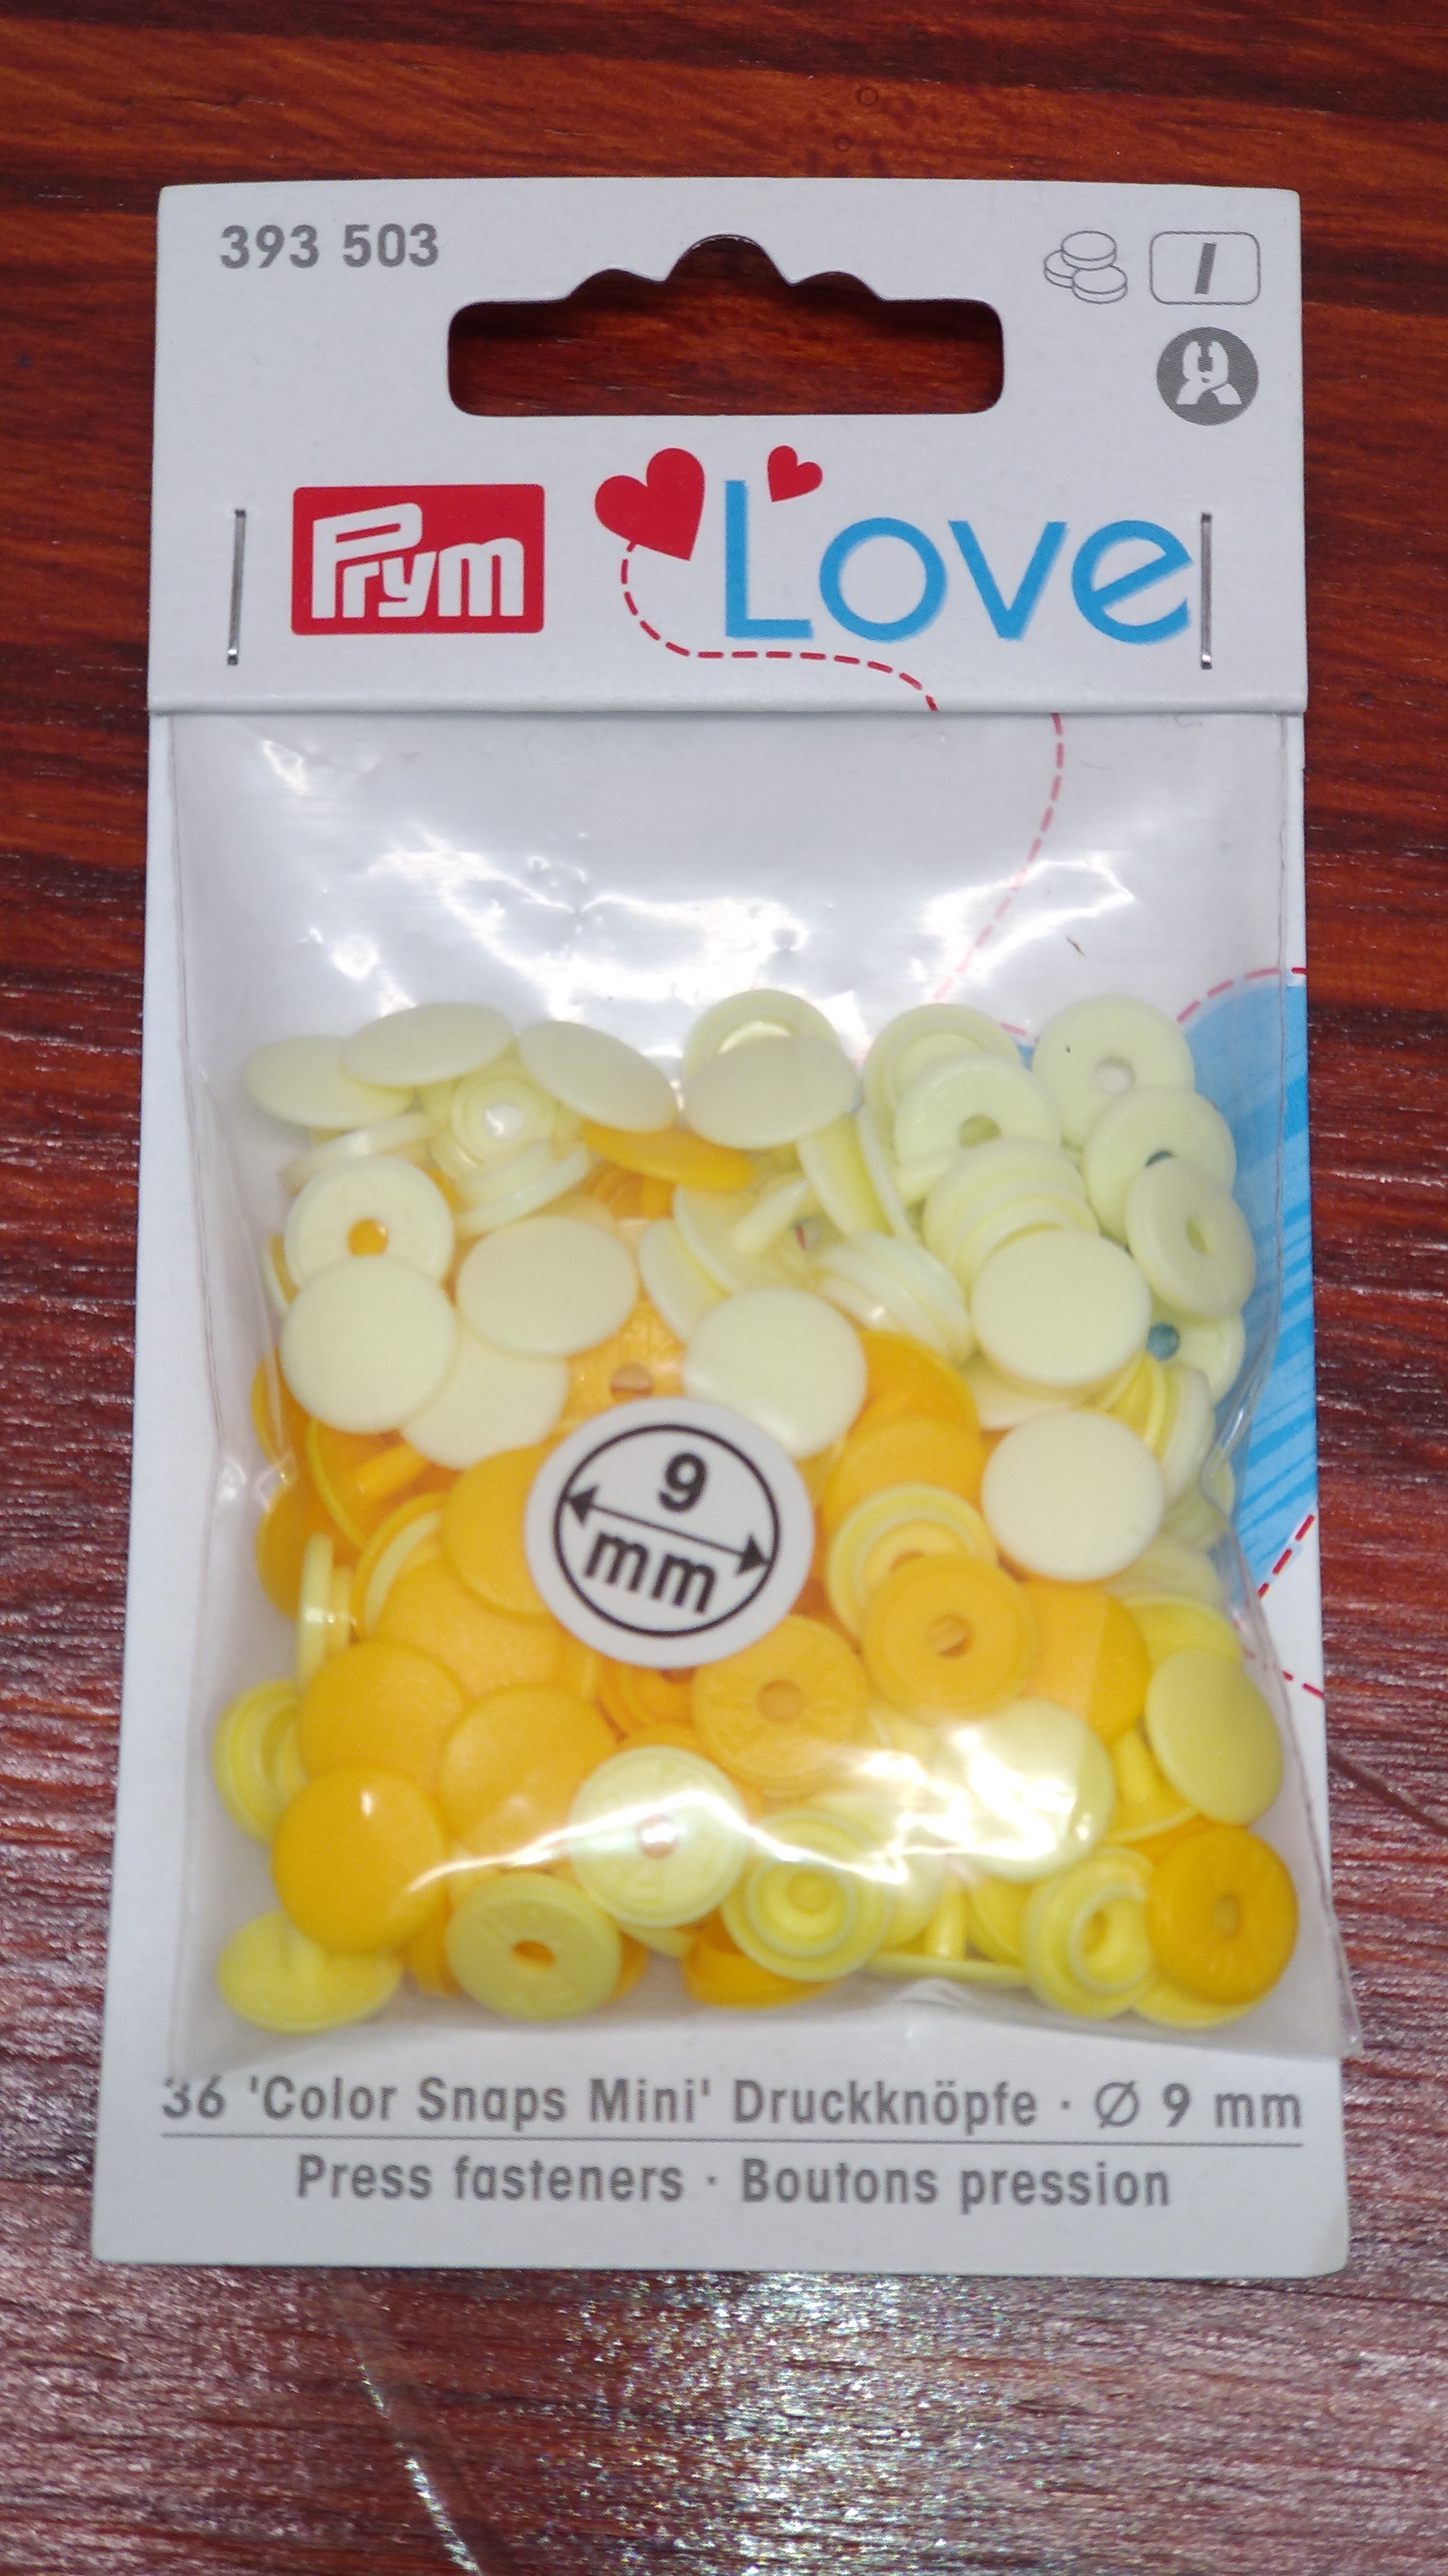 393 503
Prym
Love
9
mm
36 'Color Snaps Mini' Druckknöpfe · Ø 9 mm
Press fasteners · Boutons pression